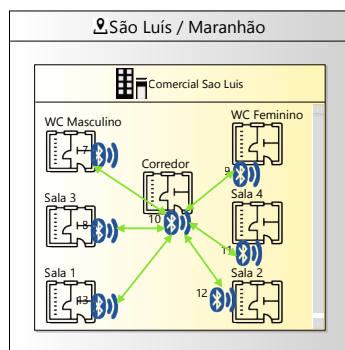 São Luís / Maranhão
Comercial Sao Luis
WC Masculino
WC Feminino
7
Corredor
9
Sala 3
Sala 4
10
11
Sala 1
Sala 2
12
13